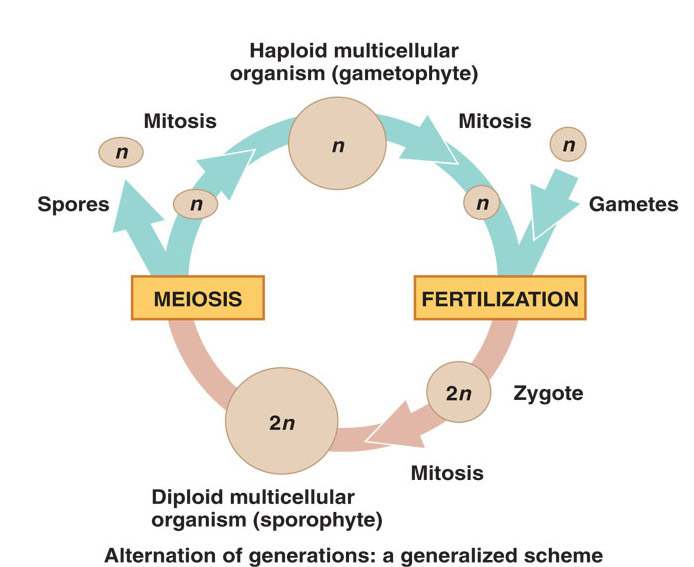 Haploid multicellular
organism (gametophyte)
Mitosis
Mitosis
n
n
n
Spores
n
n
Gametes
MEIOSIS
FERTILIZATION
2n
Zygote
2n
Mitosis
Diploid multicellular
organism (sporophyte)
Alternation of generations: a generalized scheme